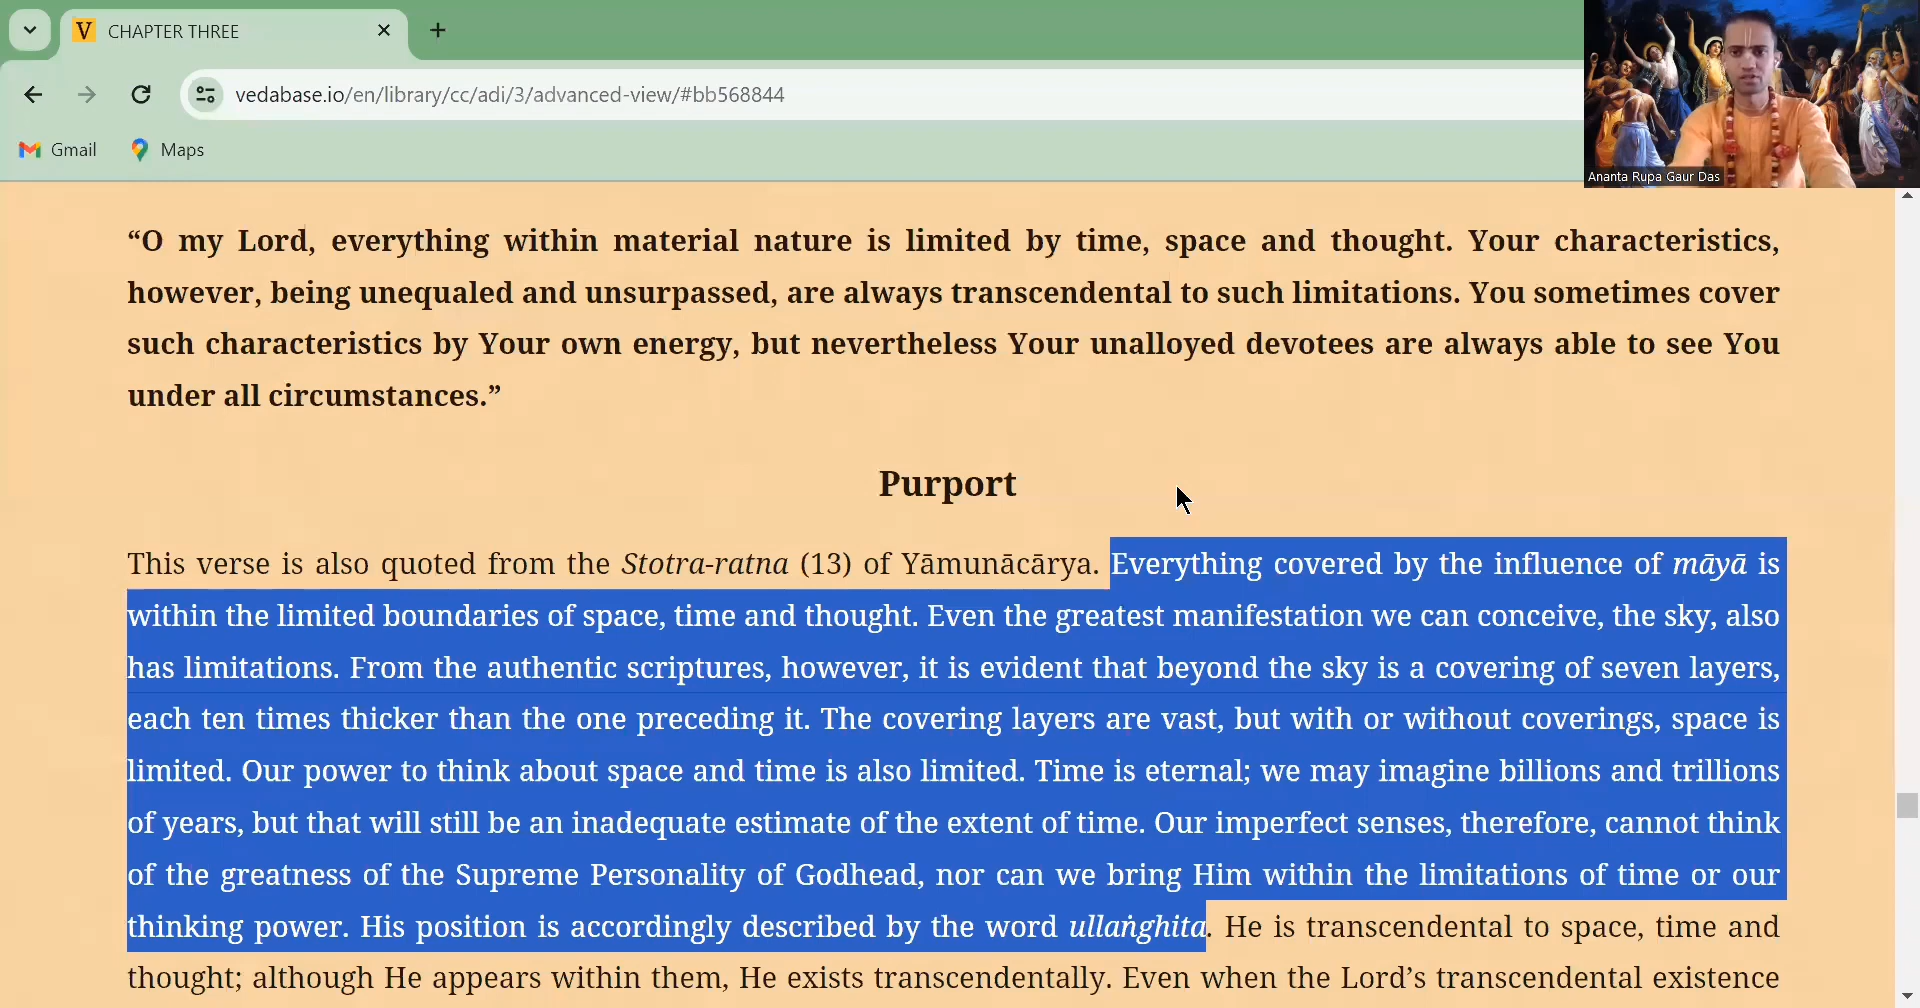 CHAPTER THREE
vedabase.io/en/library/cc/adi/3/advanced-view/#bb568844
Gmail
Maps
Ananta Rupa Gaur Das
“O my Lord, everything within material nature is limited by time, space and thought. Your characteristics,
however, being unequaled and unsurpassed, are always transcendental to such limitations. You sometimes cover
such characteristics by Your own energy, but nevertheless Your unalloyed devotees are always able to see You
under all circumstances.”
Purport
This verse is also quoted from the Stotra-ratna (13) of Yāmunācārya. Everything covered by the influence of māyā is
within the limited boundaries of space, time and thought. Even the greatest manifestation we can conceive, the sky, also
has limitations. From the authentic scriptures, however, it is evident that beyond the sky is a covering of seven layers,
each ten times thicker than the one preceding it. The covering layers are vast, but with or without coverings, space is
limited. Our power to think about space and time is also limited. Time is eternal; we may imagine billions and trillions
of years, but that will still be an inadequate estimate of the extent of time. Our imperfect senses, therefore, cannot think
of the greatness of the Supreme Personality of Godhead, nor can we bring Him within the limitations of time or our
thinking power. His position is accordingly described by the word ullaṅghita. He is transcendental to space, time and
thought; although He appears within them, He exists transcendentally. Even when the Lord’s transcendental existence